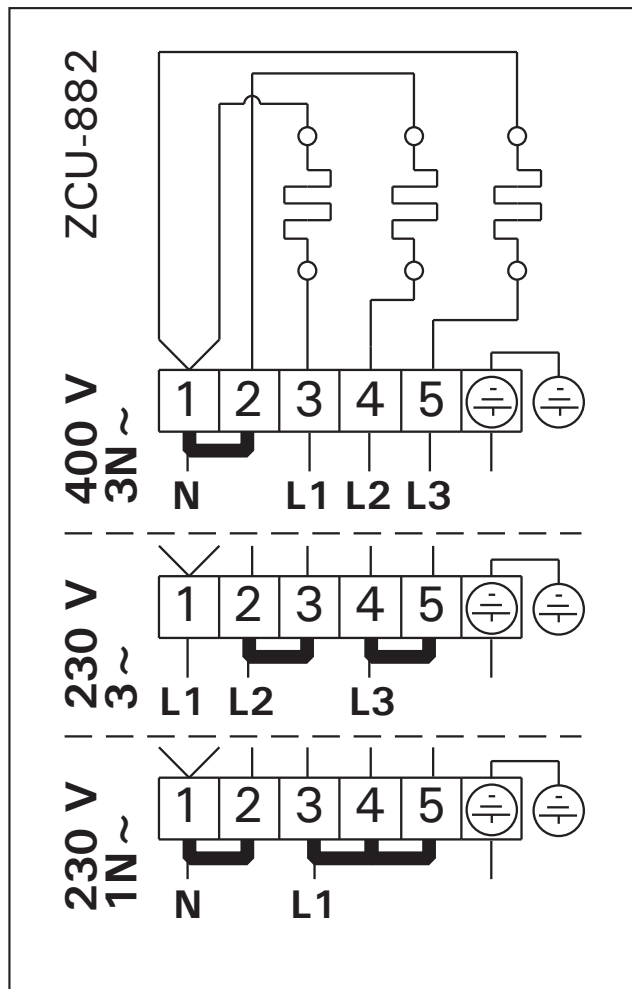 ZCU-882
400 V
3N ~
1 2 3 4 5
N L1 L2 L3
230 V
3 ~
1 2 3 4 5
L1 L2 L3
230 V
1N ~
1 2 3 4 5
N L1